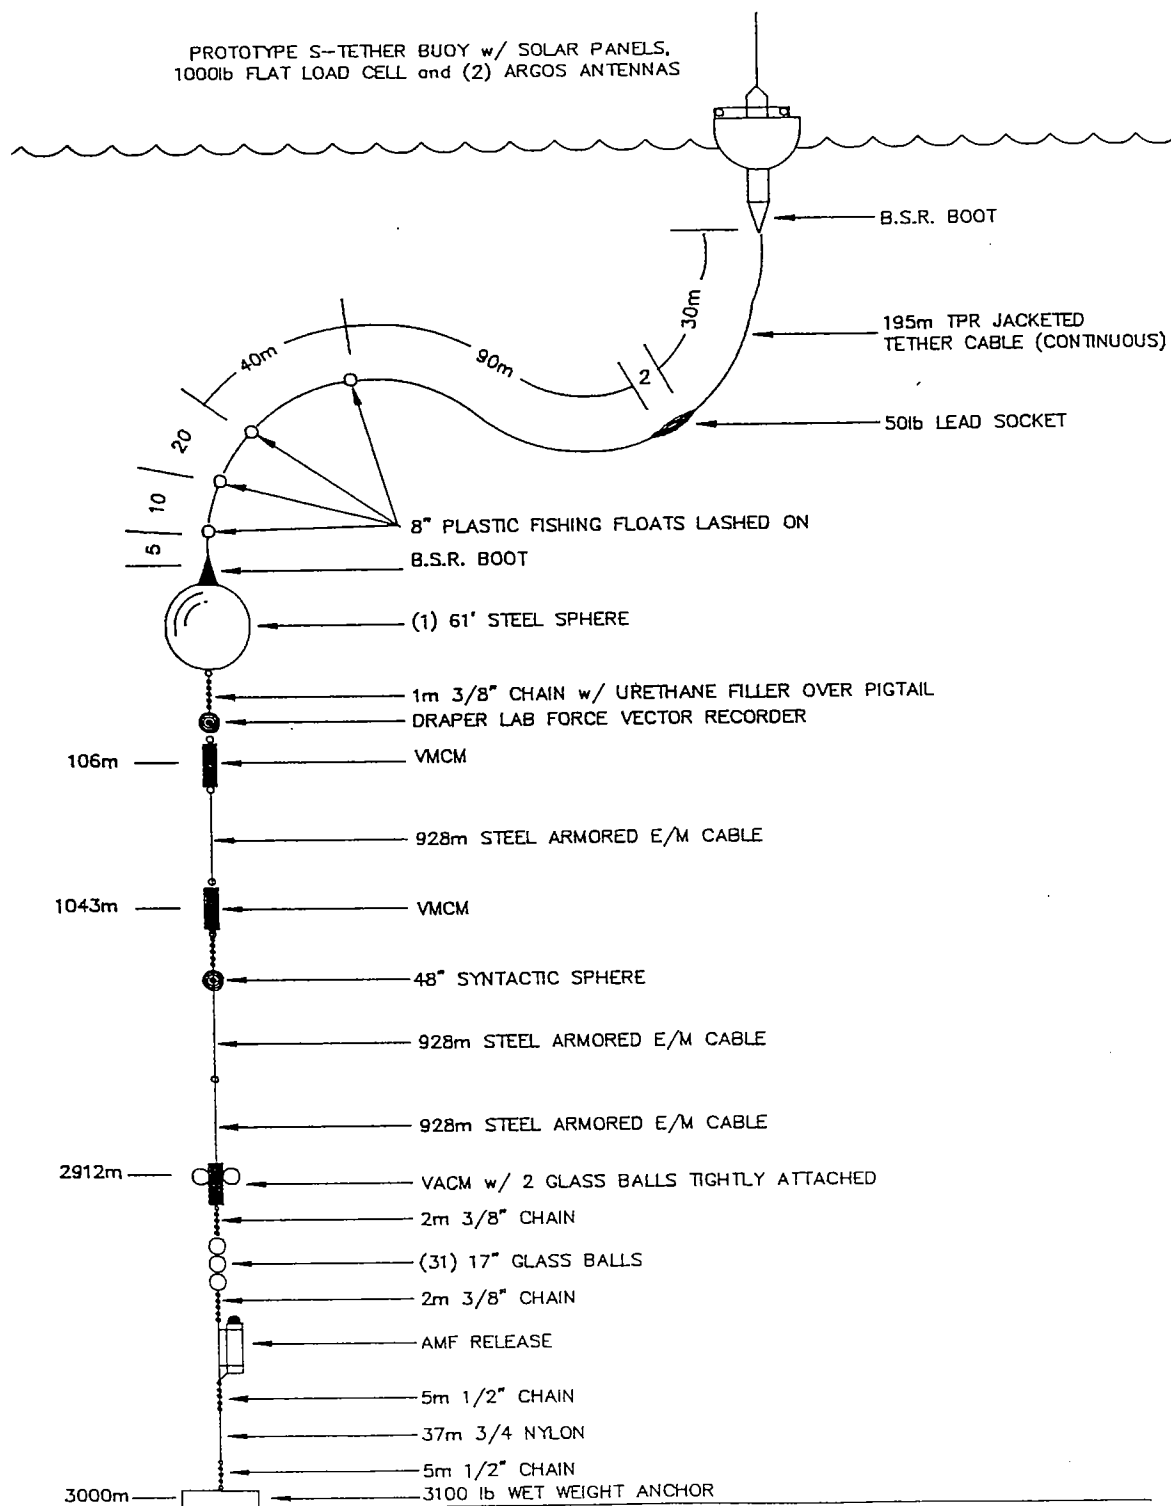 PROTOTYPE S-TETHER BUOY w/ SOLAR PANELS,
1000lb FLAT LOAD CELL and (2) ARGOS ANTENNAS
B.S.R. BOOT
30m
195m TPR JACKETED
TETHER CABLE (CONTINUOUS)
40m
90m
2
50lb LEAD SOCKET
20
10
8" PLASTIC FISHING FLOATS LASHED ON
5
B.S.R. BOOT
(1) 61" STEEL SPHERE
1m 3/8" CHAIN w/ URETHANE FILLER OVER PIGTAIL
DRAPER LAB FORCE VECTOR RECORDER
106m
VMCM
928m STEEL ARMORED E/M CABLE
1043m
VMCM
48" SYNTACTIC SPHERE
928m STEEL ARMORED E/M CABLE
928m STEEL ARMORED E/M CABLE
2912m
VACM w/ 2 GLASS BALLS TIGHTLY ATTACHED
2m 3/8" CHAIN
(31) 17" GLASS BALLS
2m 3/8" CHAIN
AMF RELEASE
5m 1/2" CHAIN
37m 3/4 NYLON
5m 1/2" CHAIN
3000m
3100 lb WET WEIGHT ANCHOR